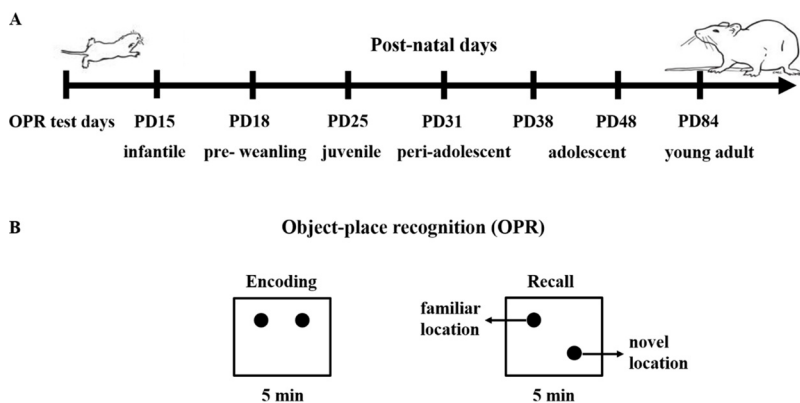 A
Post-natal days
OPR test days PD15 PD18 PD25 PD31 PD38 PD48 PD84
infantile pre- weanling juvenile peri-adolescent adolescent young adult
B
Object-place recognition (OPR)
Encoding Recall
familiar
location
novel
location
5 min 5 min